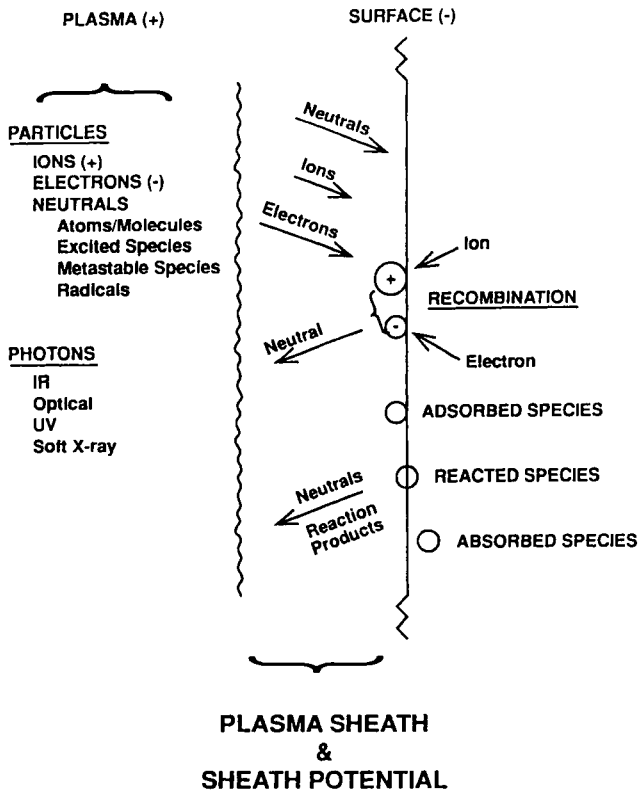 PLASMA (+)
SURFACE (-)
PARTICLES
IONS (+)
ELECTRONS (-)
NEUTRALS
Atoms/Molecules
Excited Species
Metastable Species
Radicals
PHOTONS
IR
Optical
UV
Soft X-ray
Neutrals
Ions
Electrons
+
Ion
RECOMBINATION
-
Electron
Neutral
ADSORBED SPECIES
REACTED SPECIES
Neutrals
Reaction
Products
ABSORBED SPECIES
PLASMA SHEATH
&
SHEATH POTENTIAL